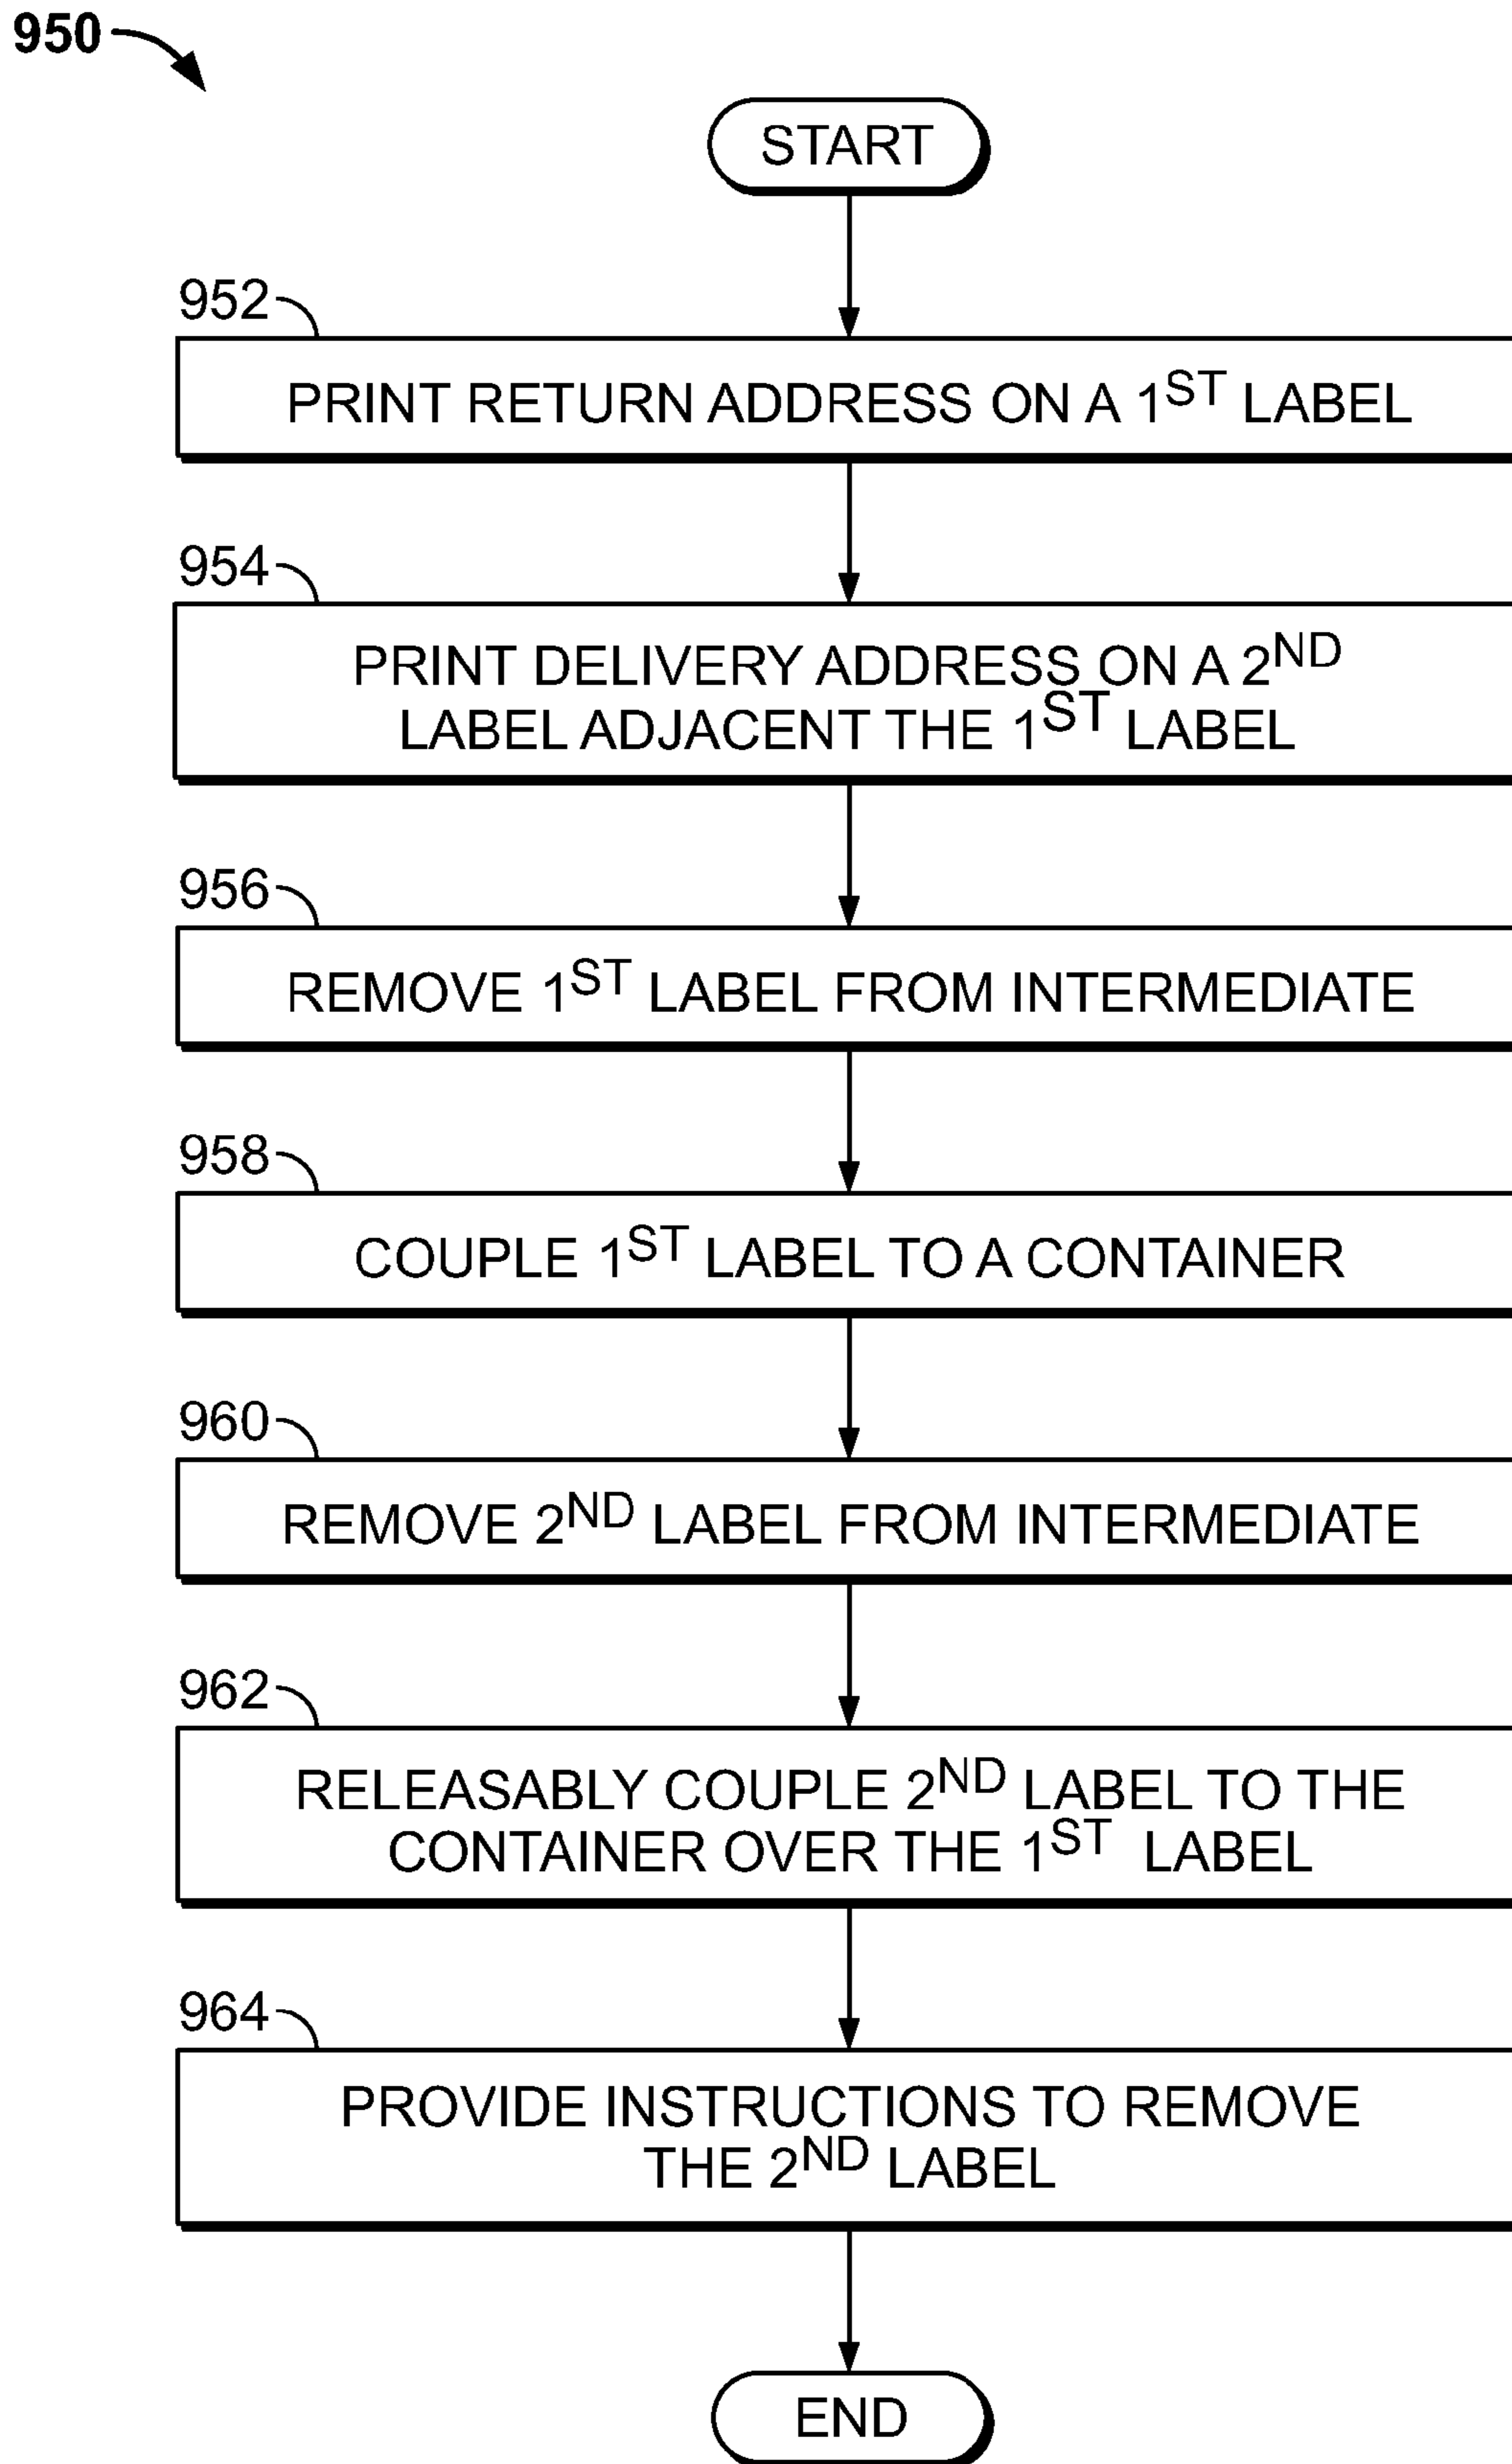 950
START
952
PRINT RETURN ADDRESS ON A 1ST LABEL
954
PRINT DELIVERY ADDRESS ON A 2ND
LABEL ADJACENT THE 1ST LABEL
956
REMOVE 1ST LABEL FROM INTERMEDIATE
958
COUPLE 1ST LABEL TO A CONTAINER
960
REMOVE 2ND LABEL FROM INTERMEDIATE
962
RELEASABLY COUPLE 2ND LABEL TO THE
CONTAINER OVER THE 1ST LABEL
964
PROVIDE INSTRUCTIONS TO REMOVE
THE 2ND LABEL
END